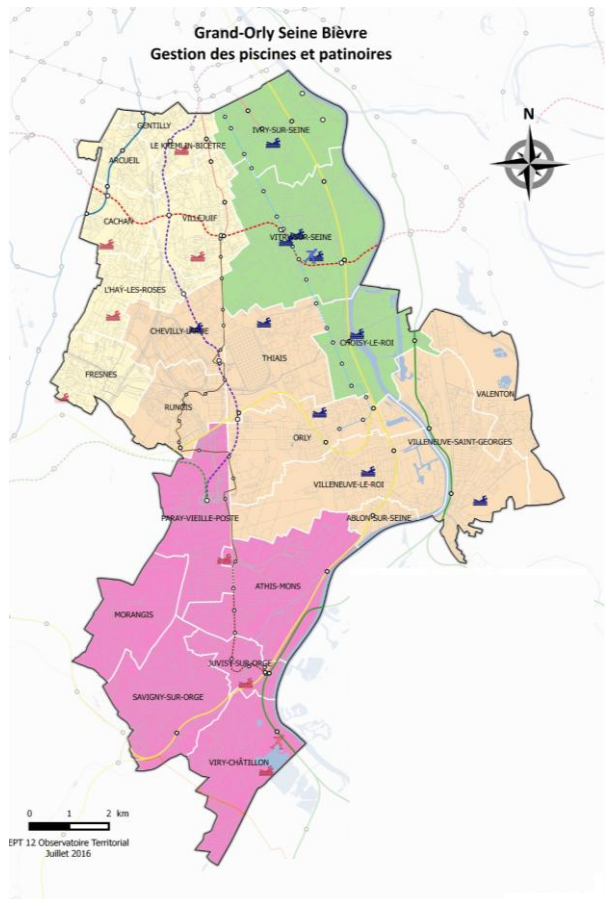 Grand-Orly Seine Bièvre
Gestion des piscines et patinoires
N
GENTILLY
IVRY-SUR-SEINE
LE KREMLIN-BICÊTRE
ARCUEIL
CACHAN
VILLEJUIF
VITRY-SUR-SEINE
L'HAY-LES-ROSES
CHEVILLY-LARUE
CHOISY-LE-ROI
THIAIS
FRESNES
VALENTON
RUNGIS
ORLY
VILLENEUVE-SAINT-GEORGES
VILLENEUVE-LE-ROI
PARAY-VIEILLE-POSTE
ABLON-SUR-SEINE
ATHIS-MONS
MORANGIS
JUVISY-SUR-ORGE
SAVIGNY-SUR-ORGE
VIRY-CHÂTILLON
0 1 2 km
EPT 12 Observatoire Territorial
Juillet 2016